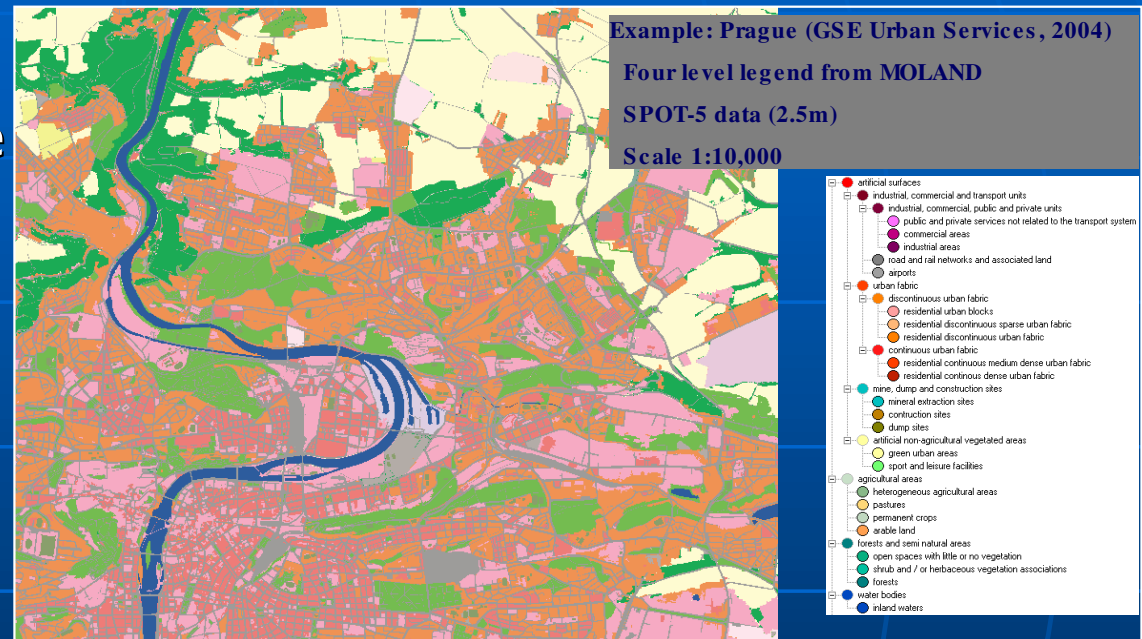 e
Example: Prague (GSE Urban Services, 2004)
Four level legend from MOLAND
SPOT-5 data (2.5m)
Scale 1:10,000
artificial surfaces
industrial, commercial and transport units
industrial, commercial, public and private units
public and private services not related to the transport system
commercial areas
industrial areas
road and rail networks and associated land
airports
urban fabric
discontinuous urban fabric
residential urban blocks
residential discontinuous sparse urban fabric
residential discontinuous urban fabric
continuous urban fabric
residential continuous medium dense urban fabric
residential continous dense urban fabric
mine, dump and construction sites
mineral extraction sites
contruction sites
dump sites
artificial non-agricultural vegetated areas
green urban areas
sport and leisure facilities
agricultural areas
heterogeneous agricultural areas
pastures
permanent crops
arable land
forests and semi natural areas
open spaces with little or no vegetation
shrub and / or herbaceous vegetation associations
forests
water bodies
inland waters